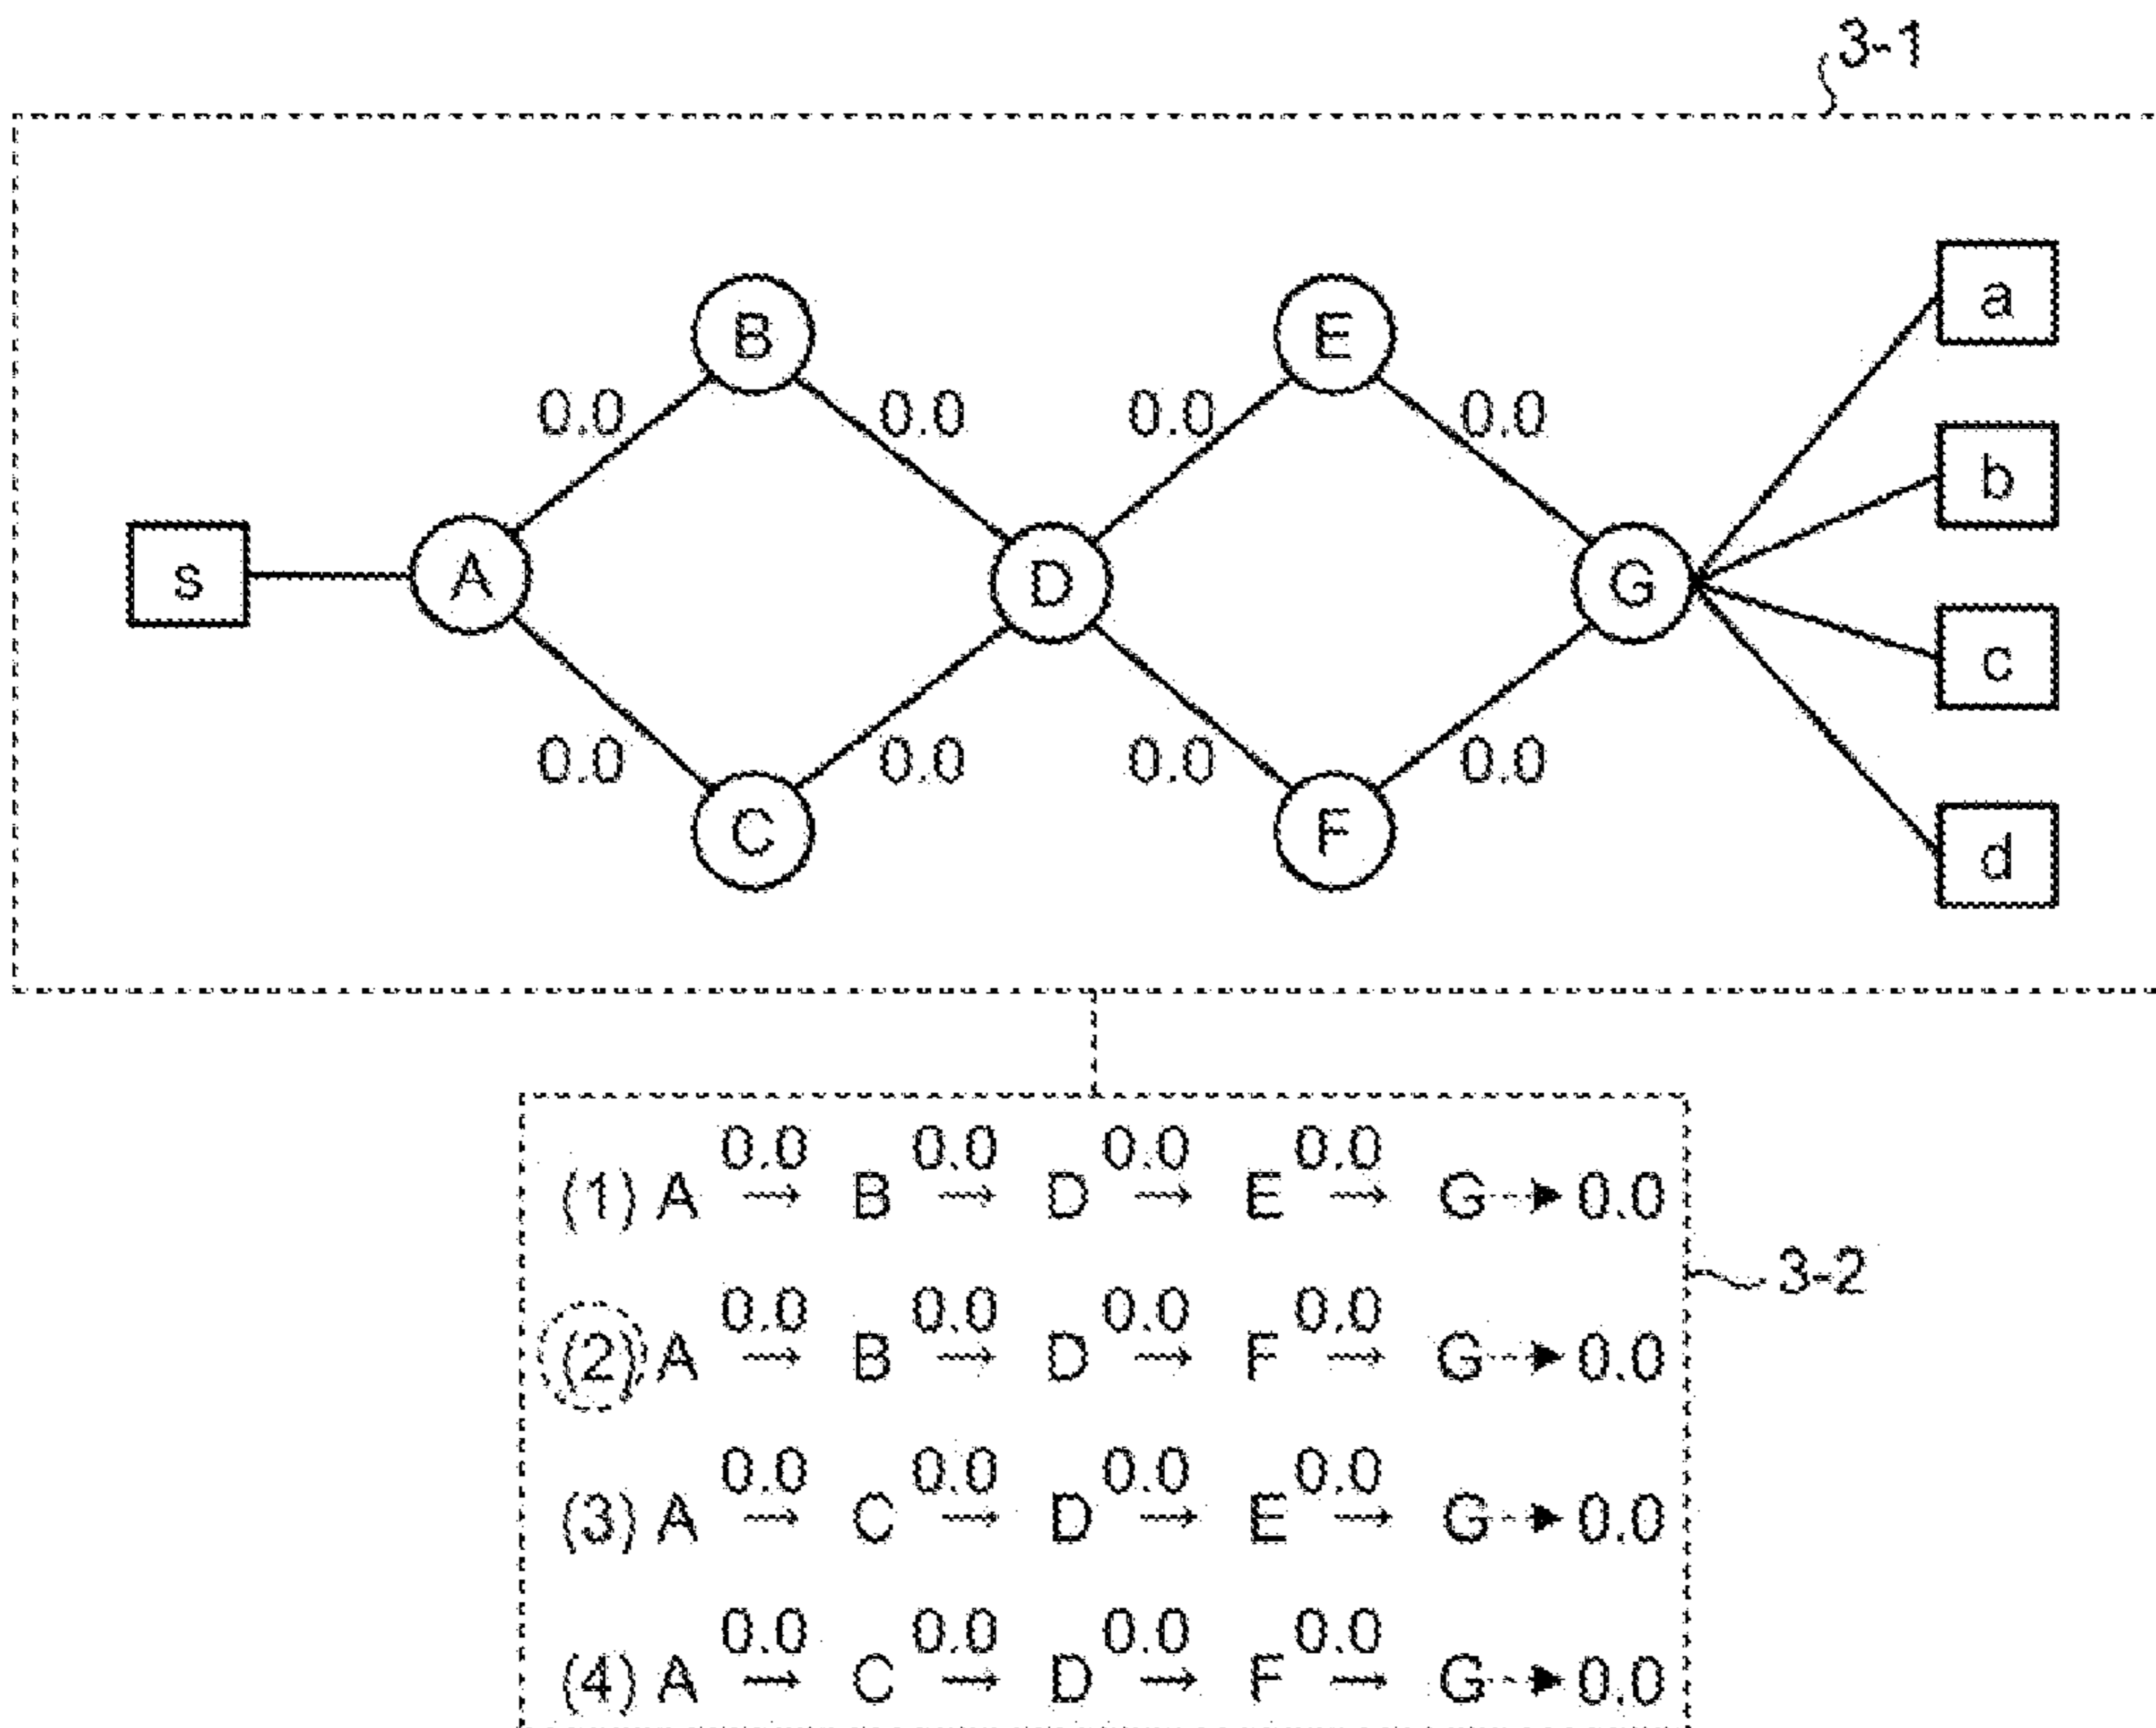 3-1
B E a
0.0 0.0 0.0 0.0
b
s A D G
c
0.0 0.0 0.0 0.0
C F d
0.0 0.0 0.0 0.0
(1) A → B → D → E → G → 0.0
3-2
0.0 0.0 0.0 0.0
(2) A → B → D → F → G → 0.0
0.0 0.0 0.0 0.0
(3) A → C → D → E → G → 0.0
0.0 0.0 0.0 0.0
(4) A → C → D → F → G → 0.0